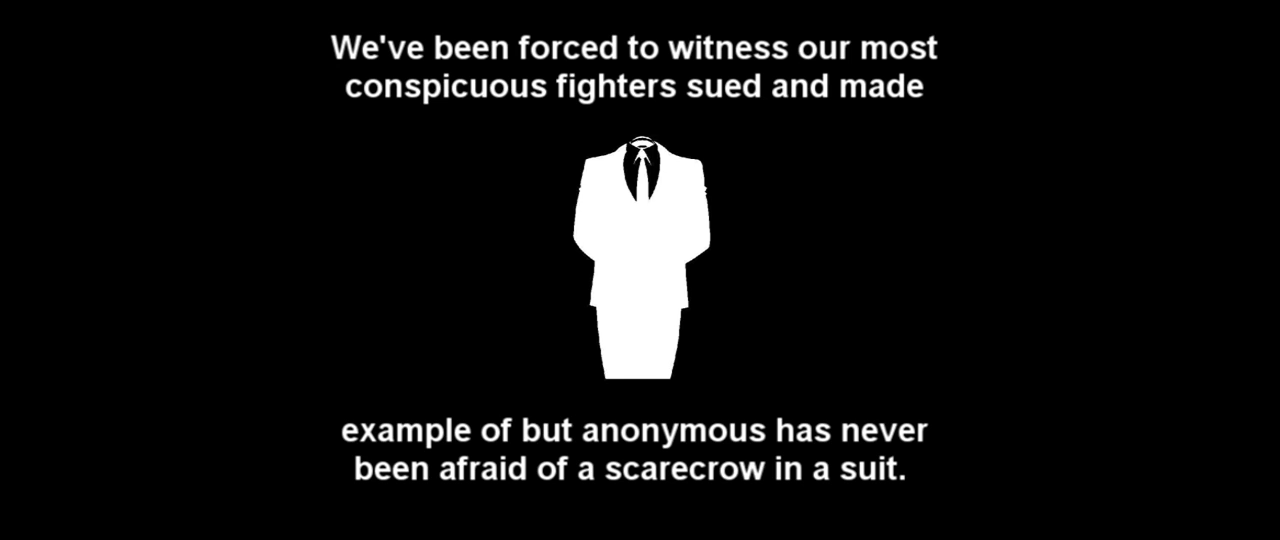 We've been forced to witness our most
conspicuous fighters sued and made
example of but anonymous has never
been afraid of a scarecrow in a suit.